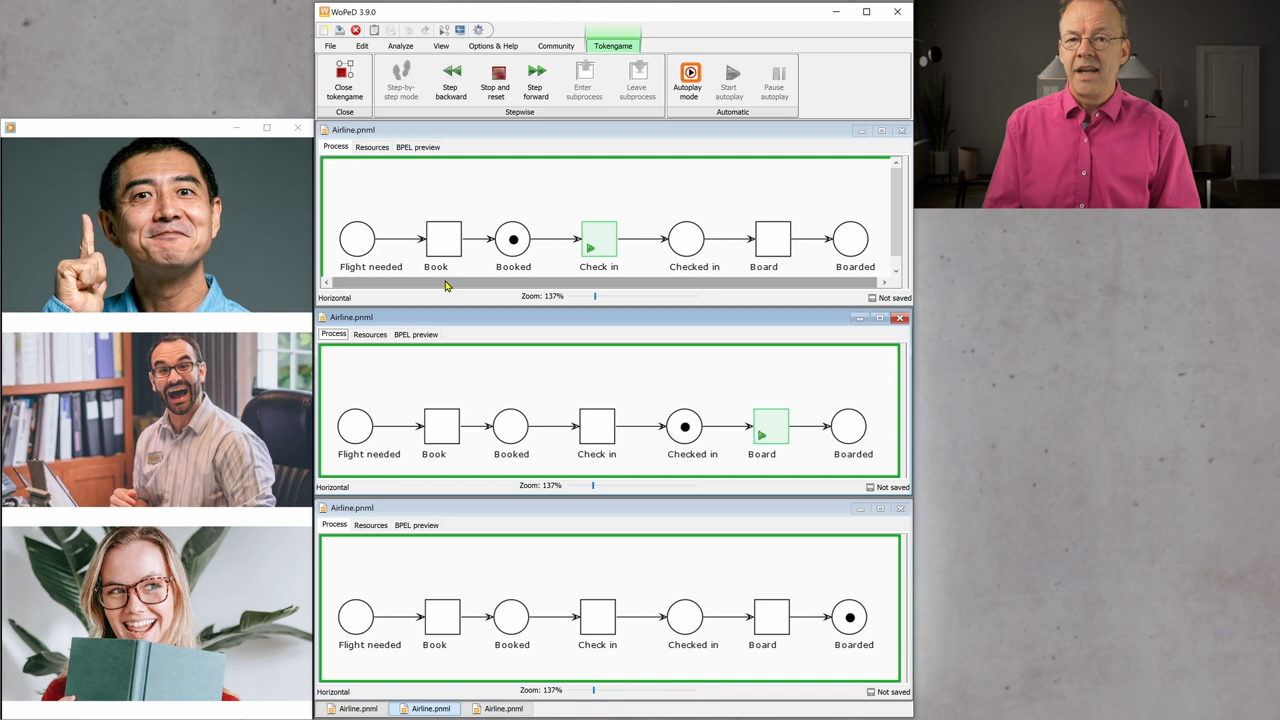 WoPeD 3.9.0
File Edit Analyze View Options & Help Community Tokengame
Close tokengame
Step-by-step mode
Step backward
Stop and reset
Step forward
Enter subprocess
Leave subprocess
Autoplay mode
Start autoplay
Pause autoplay
Close Stepwise Automatic
Airline.pnml
Process Resources BPEL preview
Flight needed Book Booked Check in Checked in Board Boarded
Horizontal Zoom: 137% Not saved
Airline.pnml
Process Resources BPEL preview
Flight needed Book Booked Check in Checked in Board Boarded
Horizontal Zoom: 137% Not saved
Airline.pnml
Process Resources BPEL preview
Flight needed Book Booked Check in Checked in Board Boarded
Horizontal Zoom: 137% Not saved
Airline.pnml Airline.pnml Airline.pnml